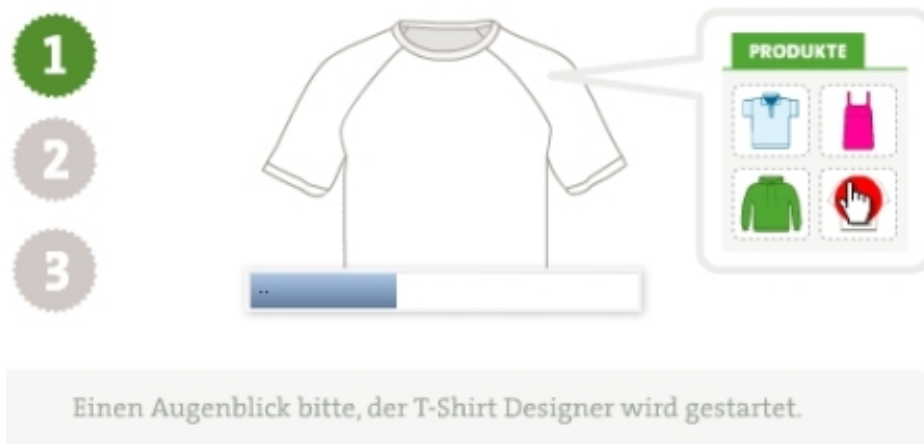 1
PRODUKTE
2
3
..
Einen Augenblick bitte, der T-Shirt Designer wird gestartet.